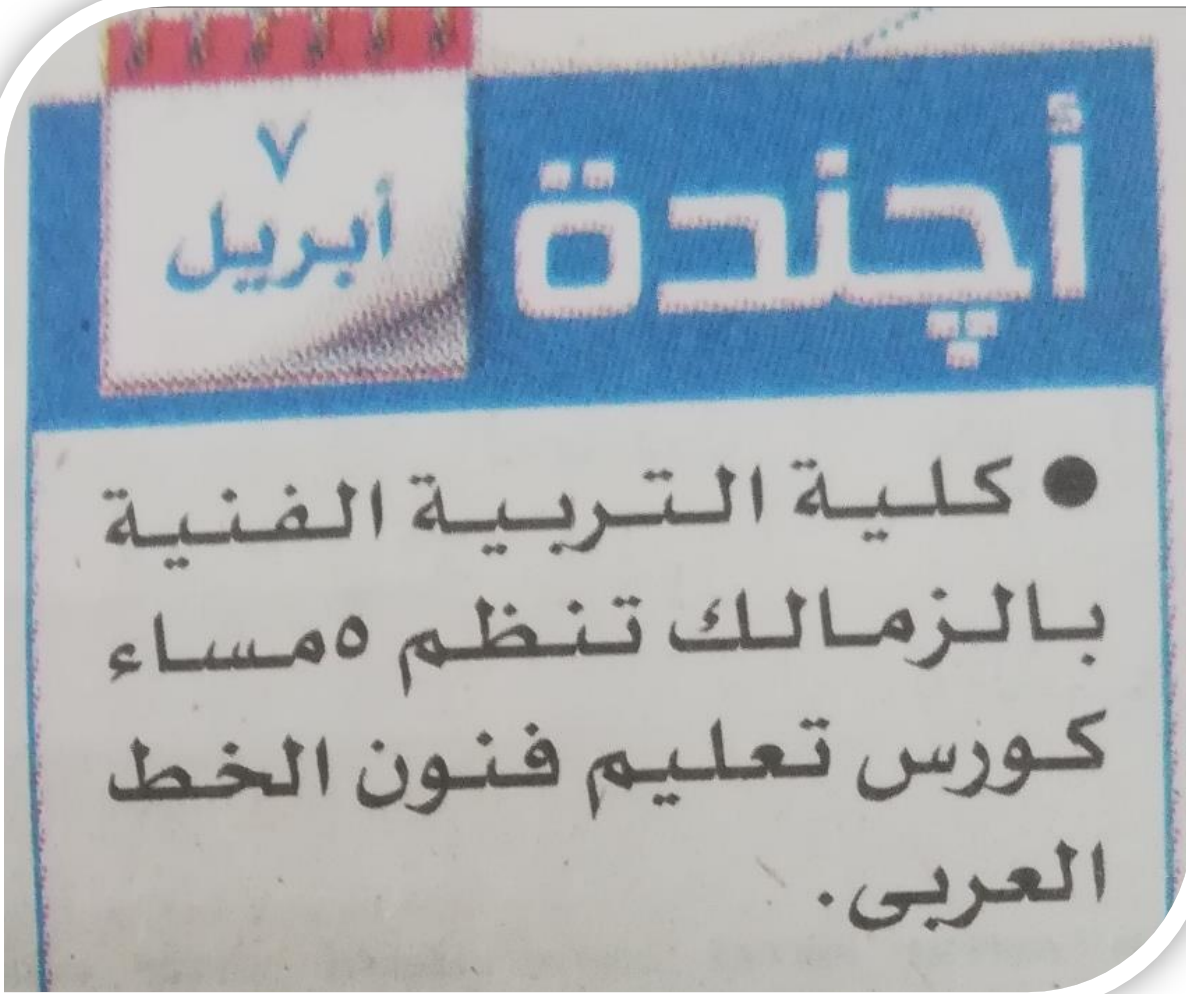 أچندة
٧
أبريل
● كلية التربية الفنية
بالزمالك تنظم ٥مساء
كورس تعليم فنون الخط
العربى.